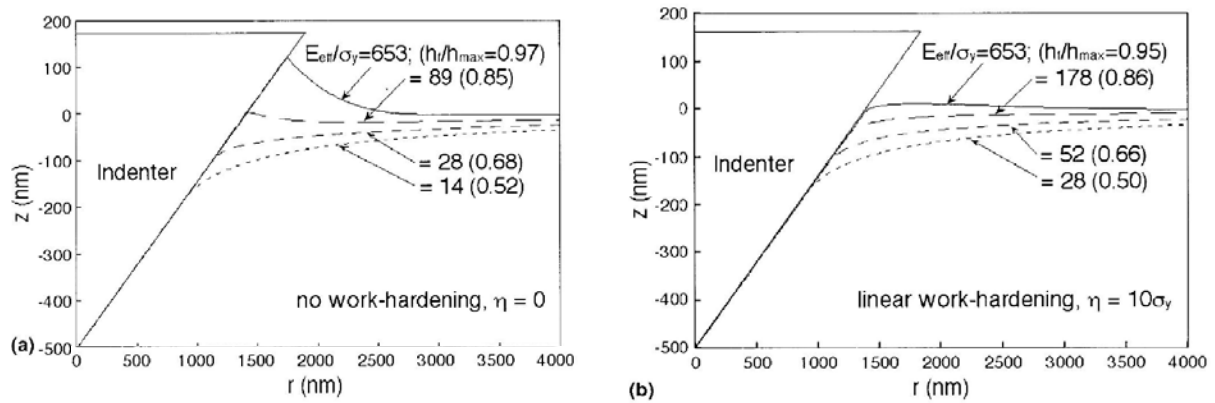 200
100
0
-100
-200
-300
-400
-500
z (nm)
E_eff/σ_y=653; (h_f/h_max=0.97)
= 89 (0.85)
= 28 (0.68)
= 14 (0.52)
Indenter
no work-hardening, η = 0
(a)
0 500 1000 1500 2000 2500 3000 3500 4000
r (nm)
200
100
0
-100
-200
-300
-400
-500
z (nm)
E_eff/σ_y=653; (h_f/h_max=0.95)
= 178 (0.86)
= 52 (0.66)
= 28 (0.50)
Indenter
linear work-hardening, η = 10σ_y
(b)
0 500 1000 1500 2000 2500 3000 3500 4000
r (nm)